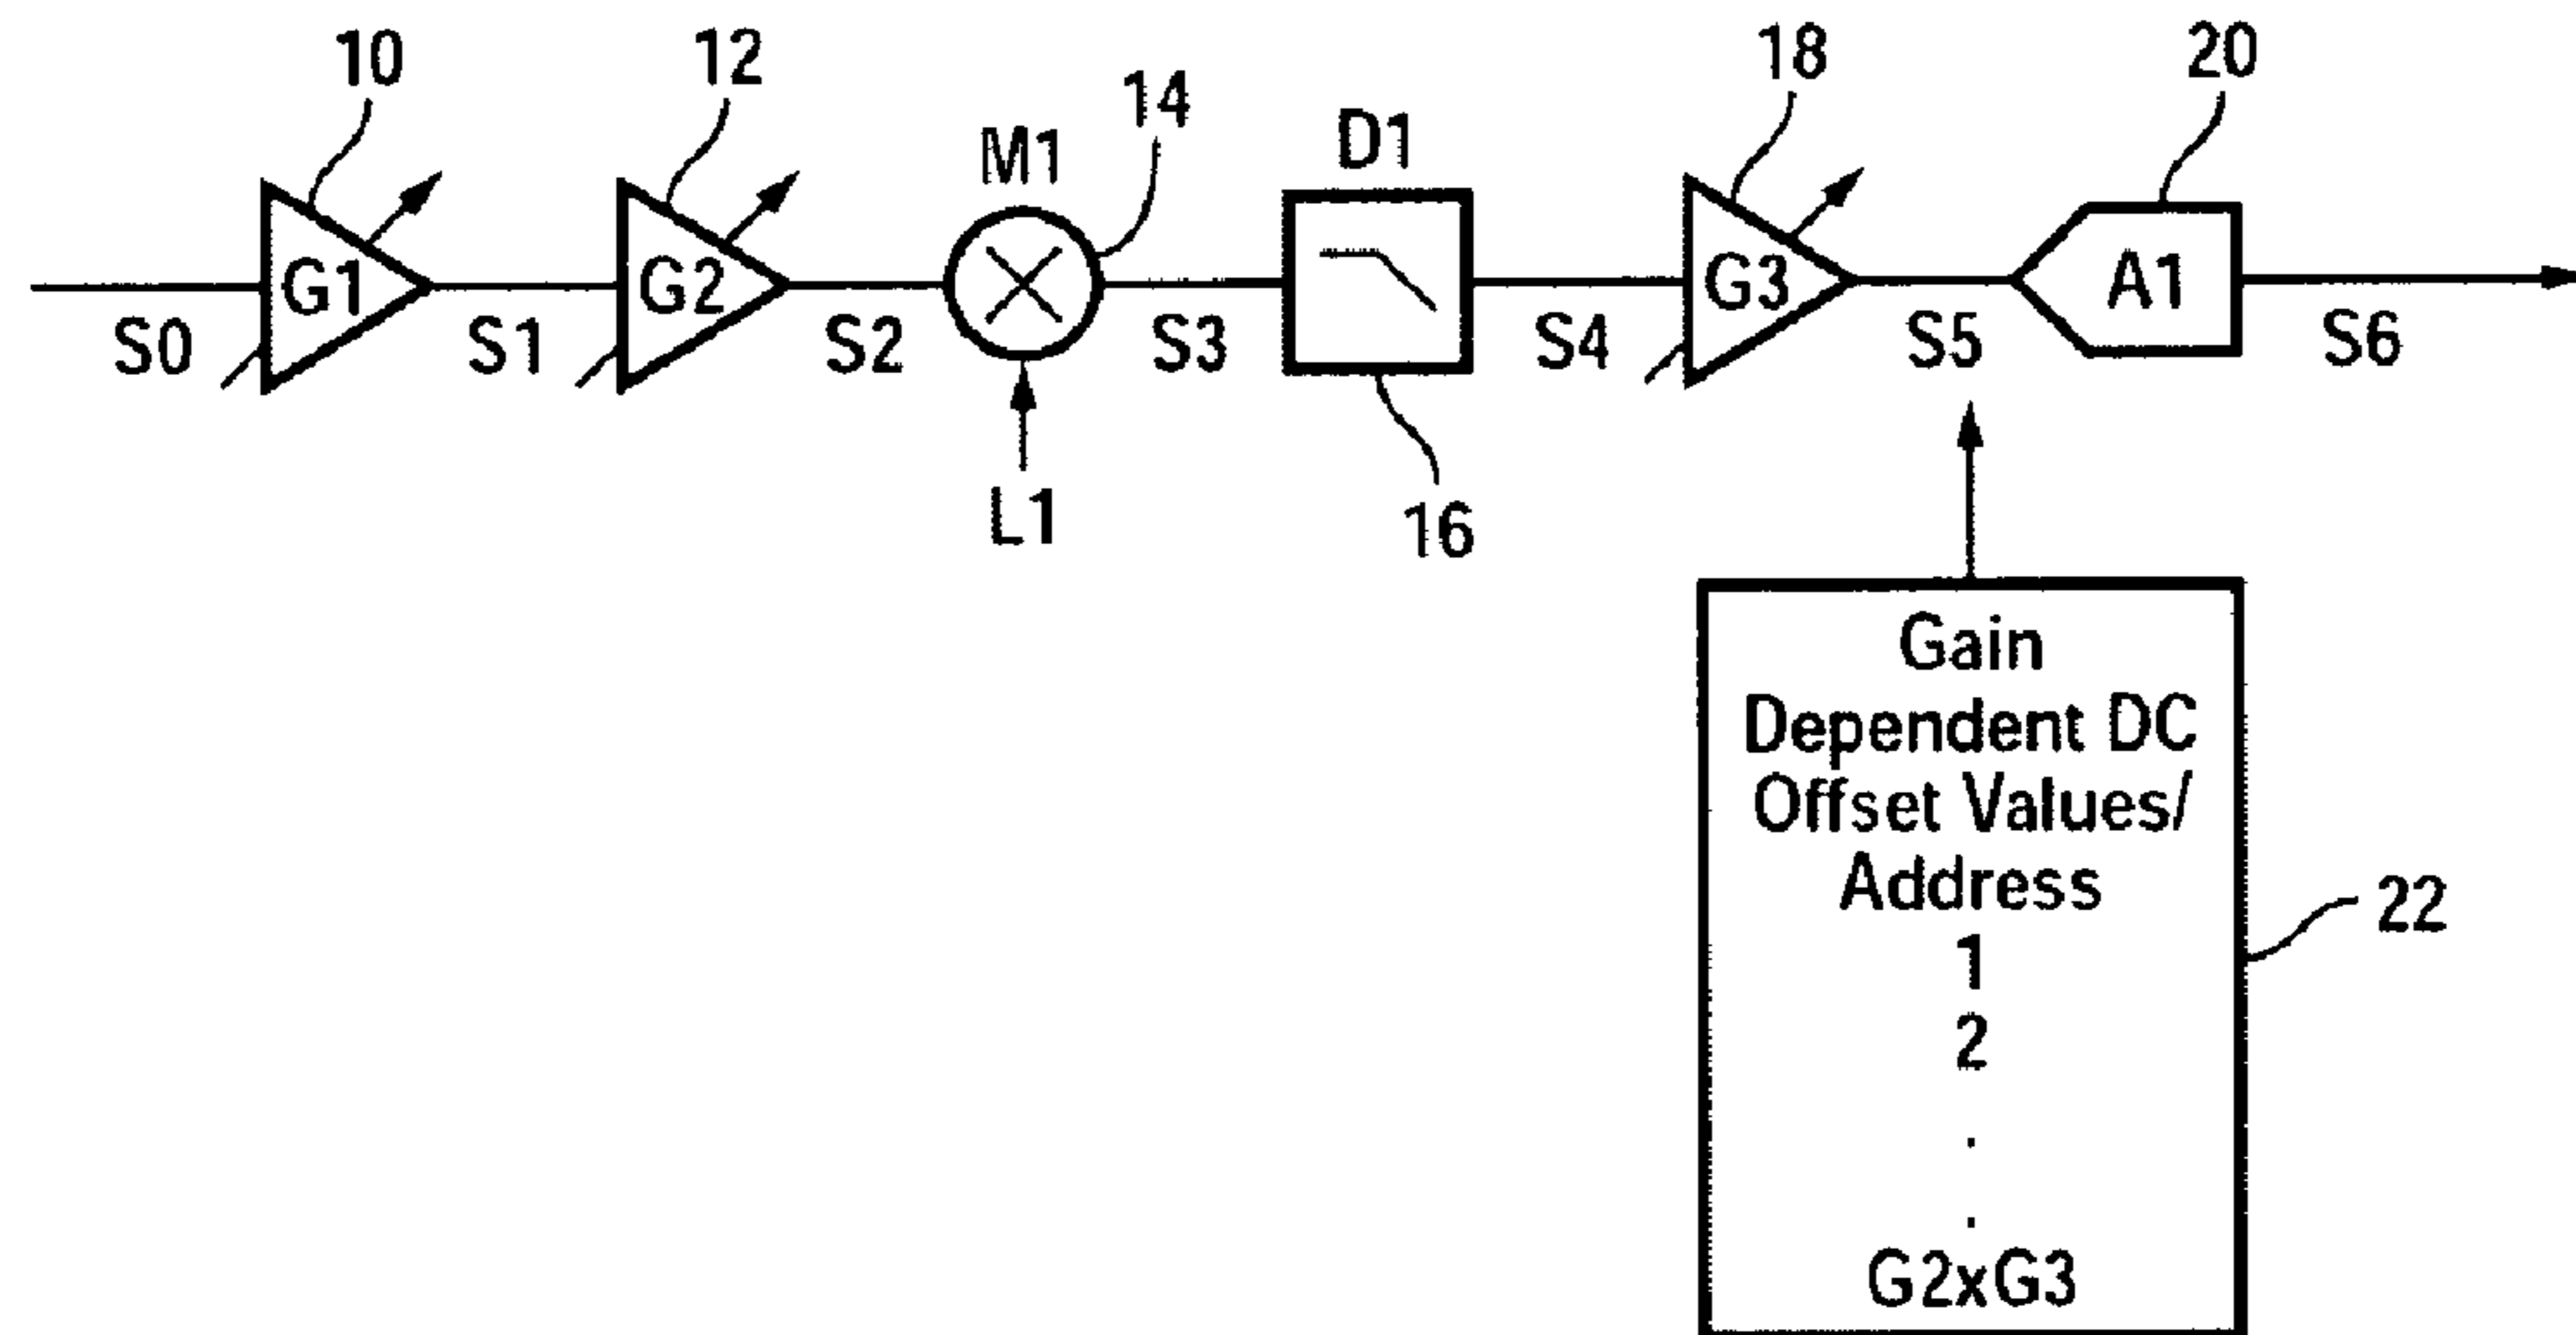 10
12
14
18
20
M1
D1
G1
G2
G3
A1
S0
S1
S2
S3
S4
S5
S6
L1
16
Gain
Dependent DC
Offset Values/
Address
1
2
.
.
G2xG3
22